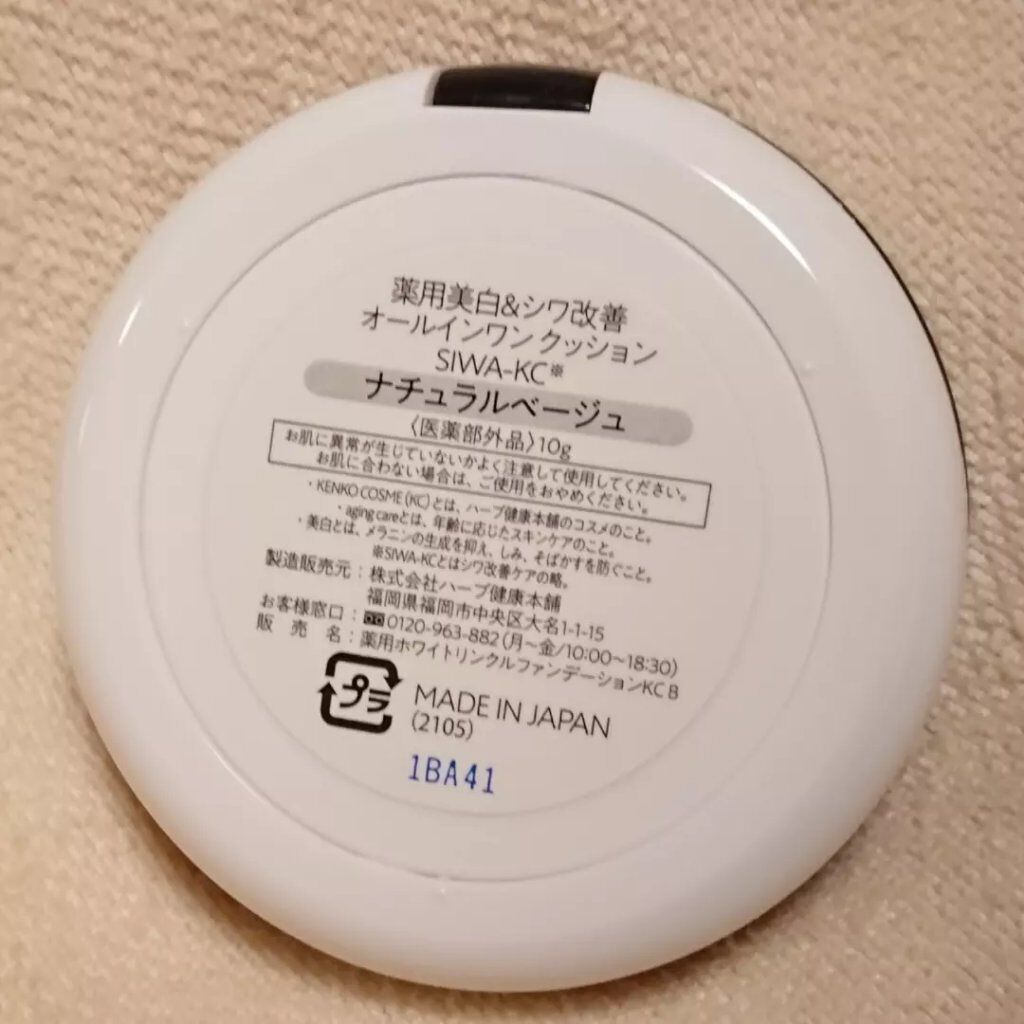 薬用美白&シワ改善
オールインワンクッション
SIWA-KC※
ナチュラルベージュ
〈医薬部外品〉10g
お肌に異常が生じていないかよく注意して使用してください。
お肌に合わない場合は、ご使用をおやめください。
・KENKO COSME(KC)とは、ハーブ健康本舗のコスメのこと。
・aging careとは、年齢に応じたスキンケアのこと。
・美白とは、メラニンの生成を抑え、しみ、そばかすを防ぐこと。
※SIWA-KCとはシワ改善ケアの略。
製造販売元：株式会社ハーブ健康本舗
福岡県福岡市中央区大名1-1-15
お客様窓口：0120-963-882(月～金/10:00～18:30)
販売名：薬用ホワイトリンクルファンデーションKC B
プラ
MADE IN JAPAN
(2105)
1BA41